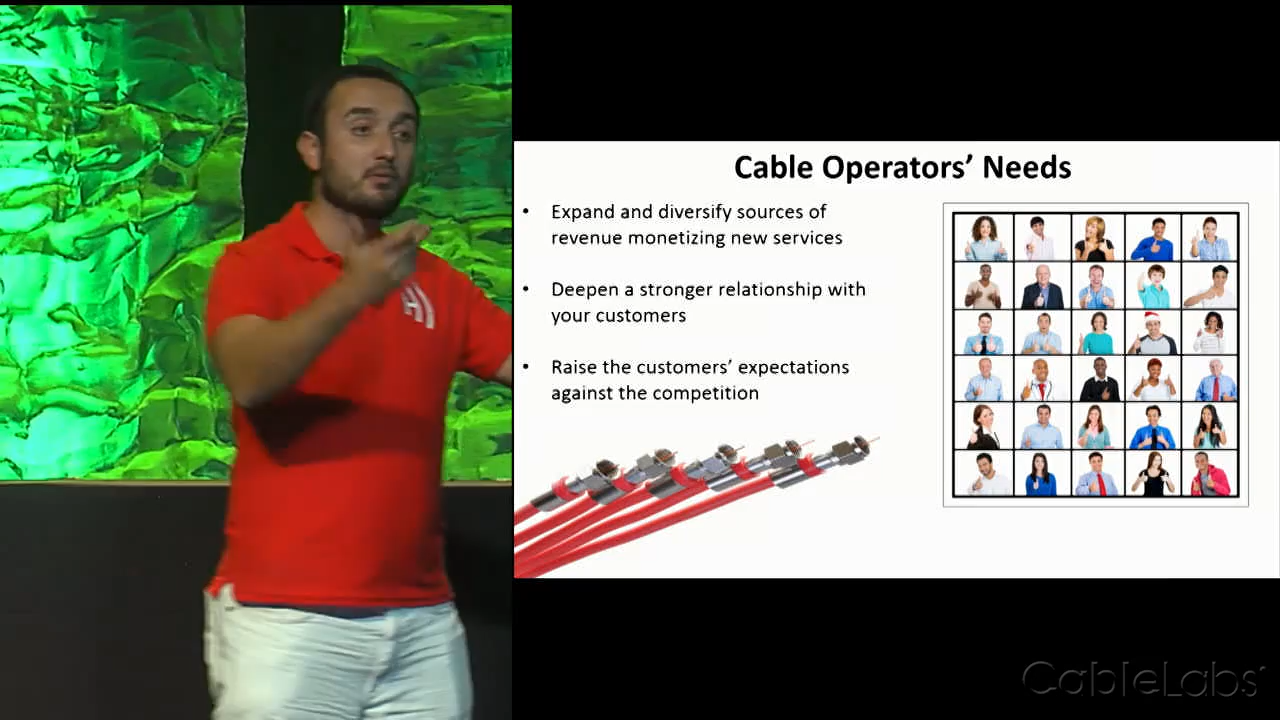 Cable Operators’ Needs
• Expand and diversify sources of
revenue monetizing new services
• Deepen a stronger relationship with
your customers
• Raise the customers’ expectations
against the competition
CableLabs